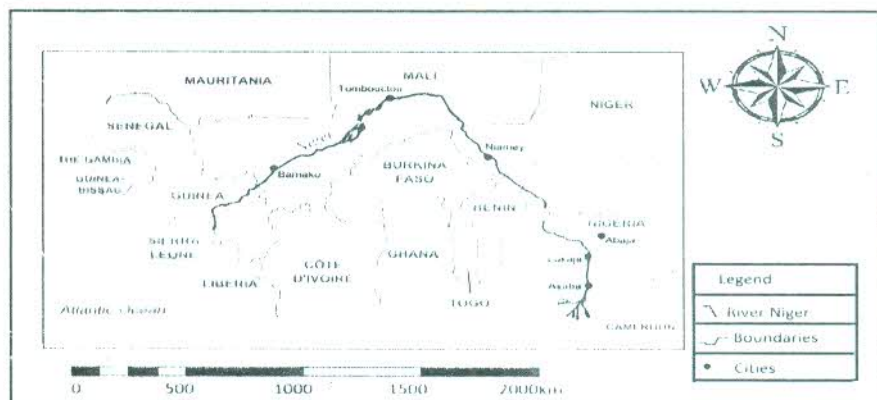 N
W E
S
MAURITANIA
MALI
Tombouctou
NIGER
SENEGAL
Niger
THE GAMBIA
Niamey
GUINEA-
BISSAU
Bamako
BURKINA
FASO
GUINEA
BENIN
NIGERIA
Abuja
SIERRA
LEONE
CÔTE
D'IVOIRE
GHANA
LIBERIA
TOGO
Atlantic Ocean
CAMEROON
Legend
River Niger
Boundaries
Cities
0 500 1000 1500 2000km